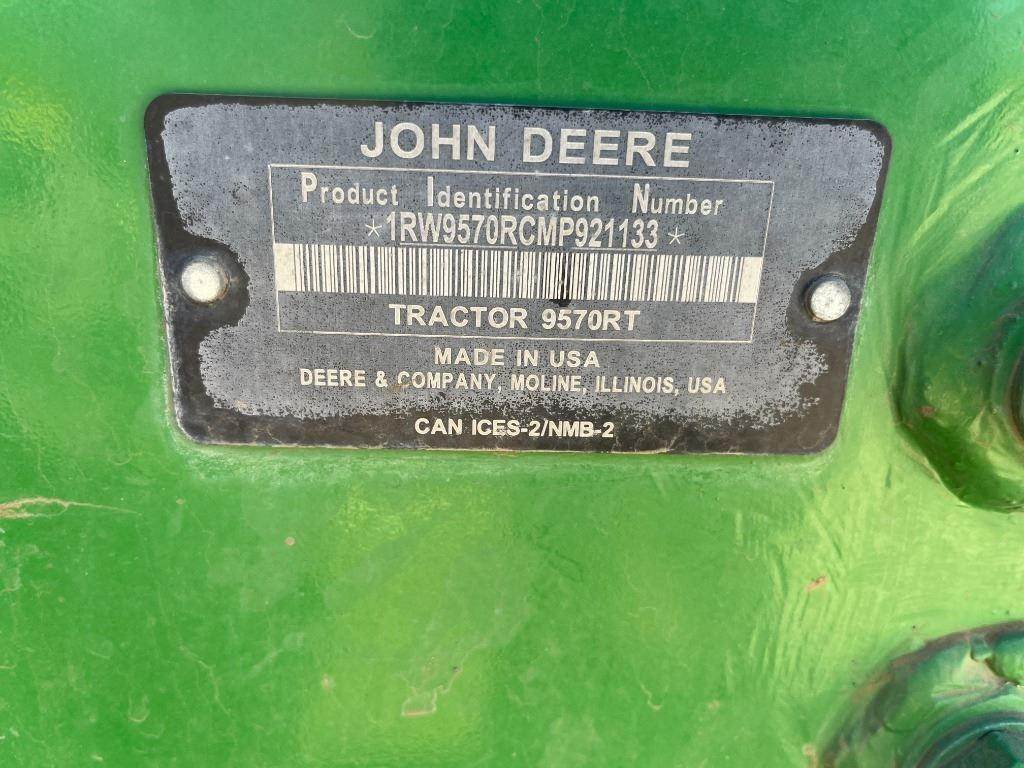 JOHN DEERE
Product Identification Number
*1RW9570RCMP921133*
TRACTOR 9570RT
MADE IN USA
DEERE & COMPANY, MOLINE, ILLINOIS, USA
CAN ICES-2/NMB-2